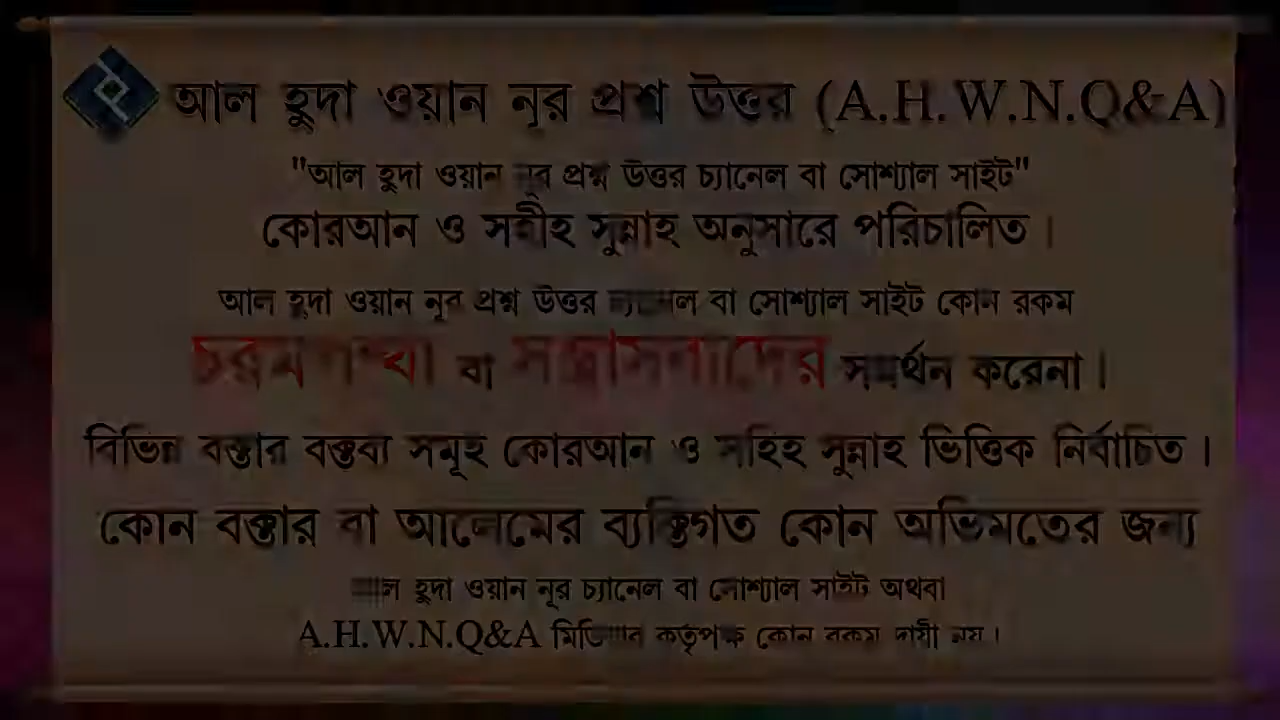 আল হুদা ওয়ান নূর প্রশ্ন উত্তর (A.H.W.N.Q&A)
"আল হুদা ওয়ান নূর প্রশ্ন উত্তর চ্যানেল বা সোশ্যাল সাইট"
কোরআন ও সহীহ সুন্নাহ অনুসারে পরিচালিত ।
আল হুদা ওয়ান নূর প্রশ্ন উত্তর চ্যানেল বা সোশ্যাল সাইট কোন রকম
চরমপন্থা বা সন্ত্রাসবাদের সমর্থন করেনা ।
বিভিন্ন বক্তার বক্তব্য সমূহ কোরআন ও সহিহ সুন্নাহ ভিত্তিক নির্বাচিত ।
কোন বক্তার বা আলেমের ব্যক্তিগত কোন অভিমতের জন্য
আল হুদা ওয়ান নূর চ্যানেল বা সোশ্যাল সাইট অথবা
A.H.W.N.Q&A মিডিয়ার কর্তৃপক্ষ কোন রকম দায়ী নয় ।